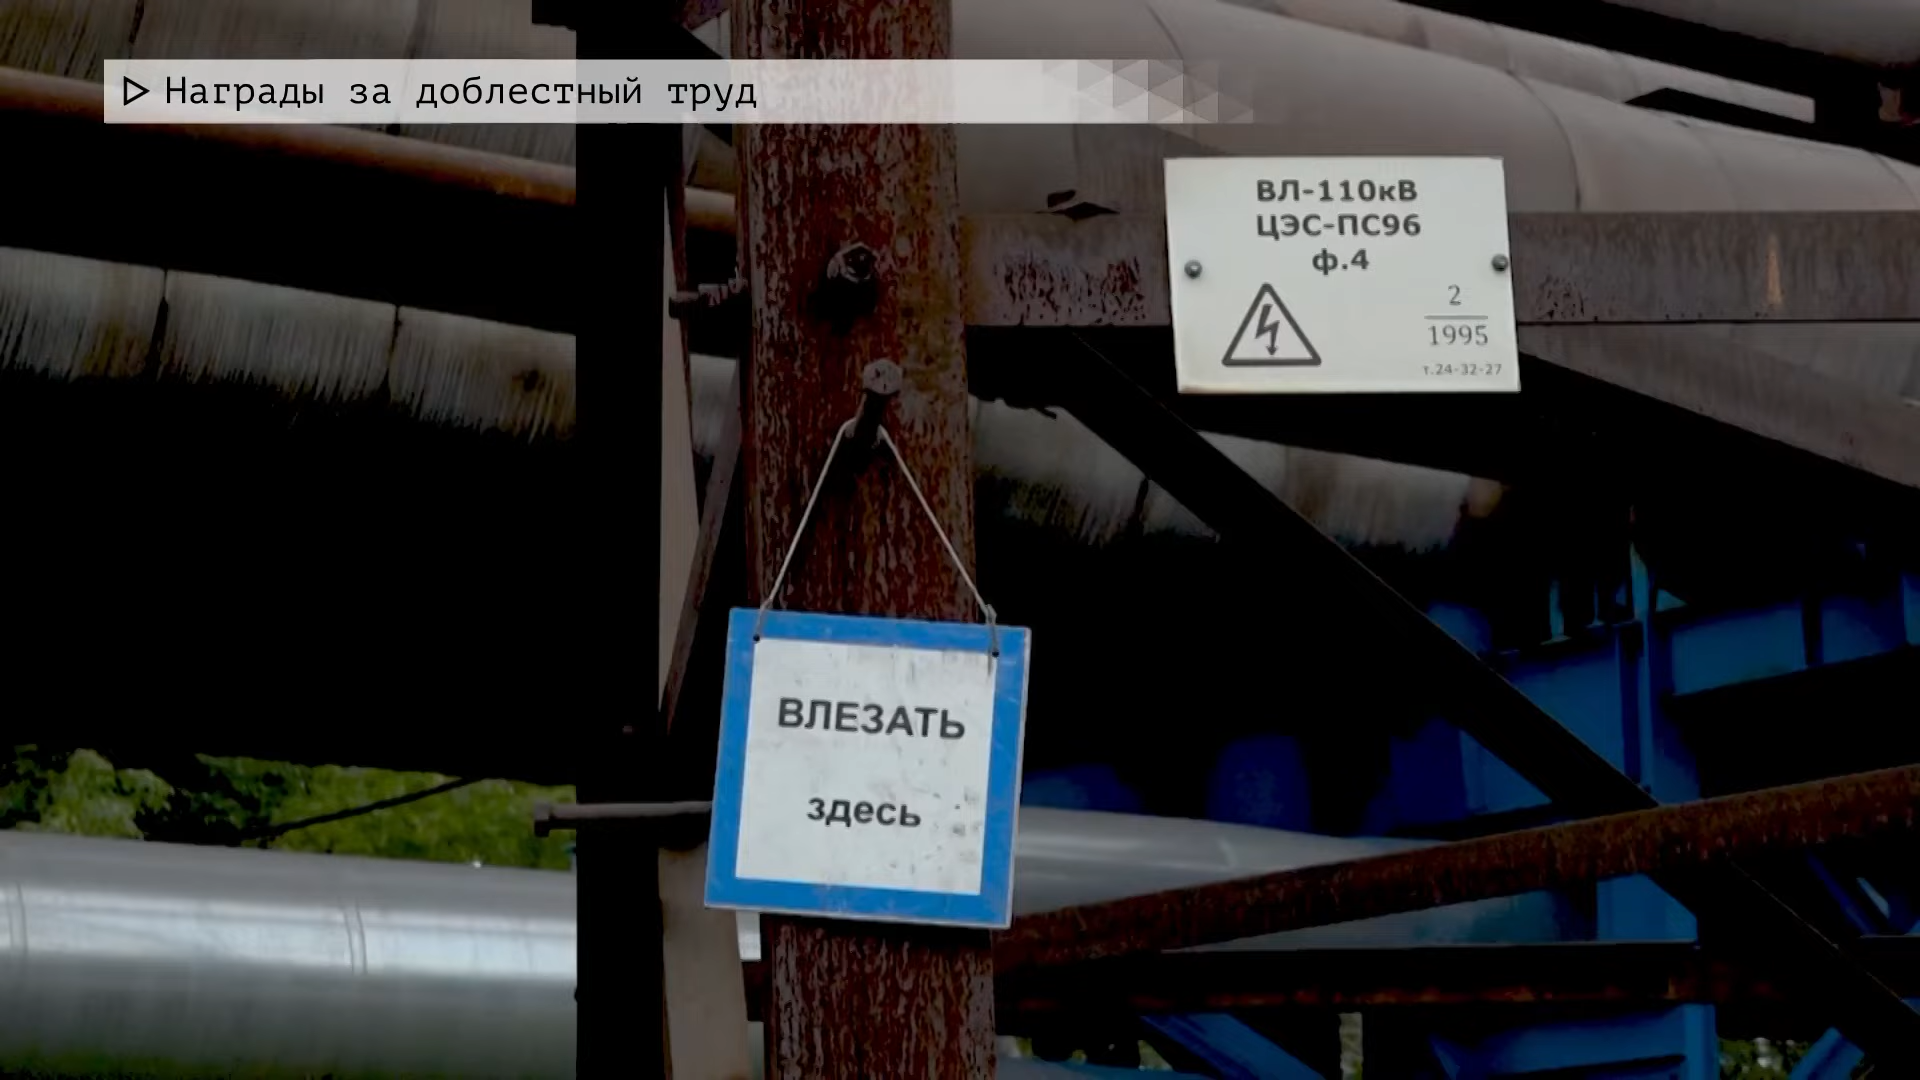 Награды за доблестный труд
ВЛ-110кВ
ЦЭС-ПС96
ф.4
2
1995
т.24-32-27
ВЛЕЗАТЬ
здесь